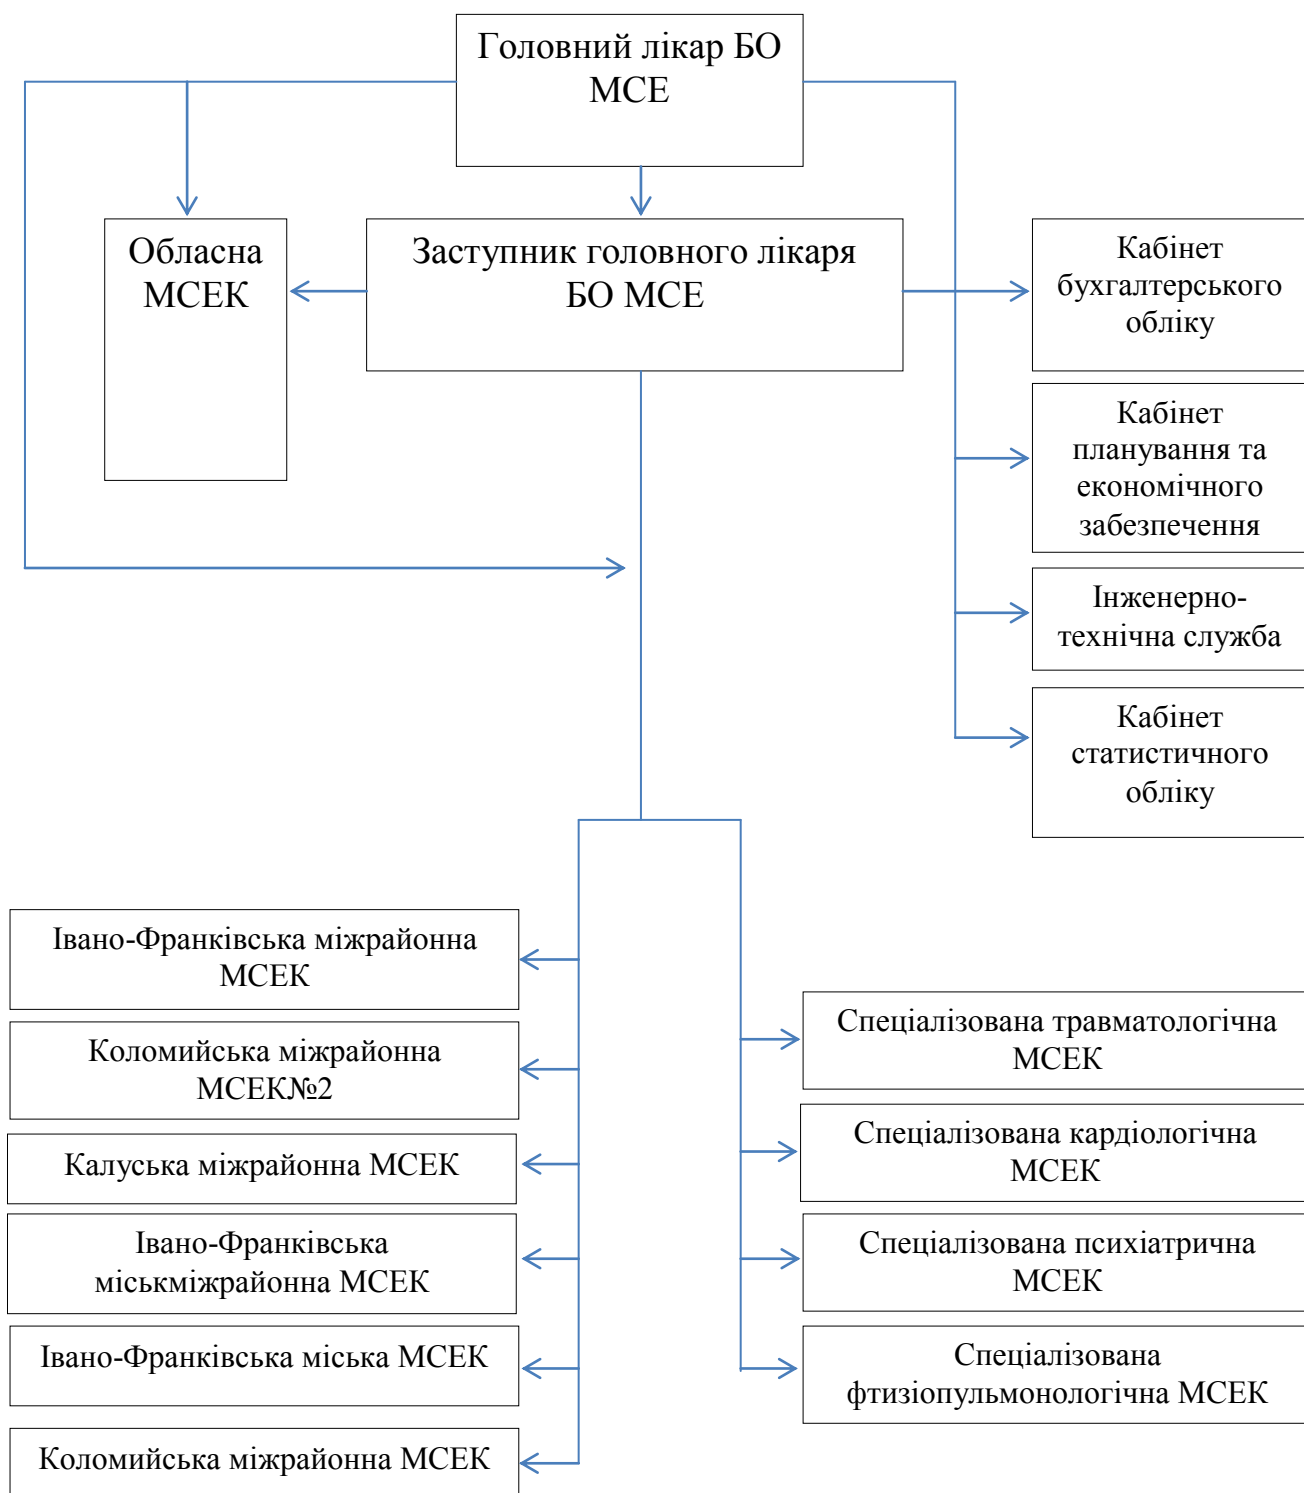 Головний лікар БО
МСЕ
Обласна
МСЕК
Заступник головного лікаря
БО МСЕ
Кабінет
бухгалтерського
обліку
Кабінет
планування та
економічного
забезпечення
Інженерно-
технічна служба
Кабінет
статистичного
обліку
Івано-Франківська міжрайонна
МСЕК
Коломийська міжрайонна
МСЕК№2
Калуська міжрайонна МСЕК
Івано-Франківська
міськміжрайонна МСЕК
Івано-Франківська міська МСЕК
Коломийська міжрайонна МСЕК
Спеціалізована травматологічна
МСЕК
Спеціалізована кардіологічна
МСЕК
Спеціалізована психіатрична
МСЕК
Спеціалізована
фтизіопульмонологічна МСЕК